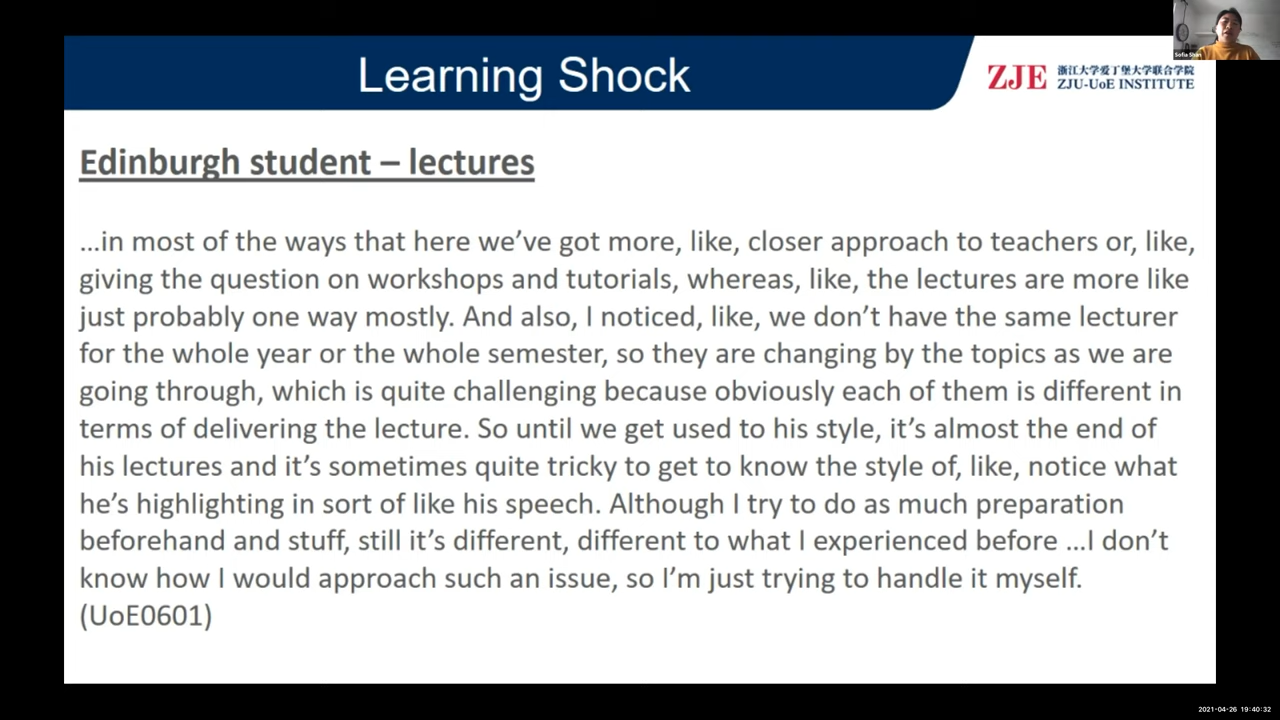 Learning Shock
ZJE 浙江大学爱丁堡大学联合学院
ZJU-UoE INSTITUTE
Sofia Shan
Edinburgh student – lectures
…in most of the ways that here we’ve got more, like, closer approach to teachers or, like,
giving the question on workshops and tutorials, whereas, like, the lectures are more like
just probably one way mostly. And also, I noticed, like, we don’t have the same lecturer
for the whole year or the whole semester, so they are changing by the topics as we are
going through, which is quite challenging because obviously each of them is different in
terms of delivering the lecture. So until we get used to his style, it’s almost the end of
his lectures and it’s sometimes quite tricky to get to know the style of, like, notice what
he’s highlighting in sort of like his speech. Although I try to do as much preparation
beforehand and stuff, still it’s different, different to what I experienced before …I don’t
know how I would approach such an issue, so I’m just trying to handle it myself.
(UoE0601)
2021-04-26 19:40:32